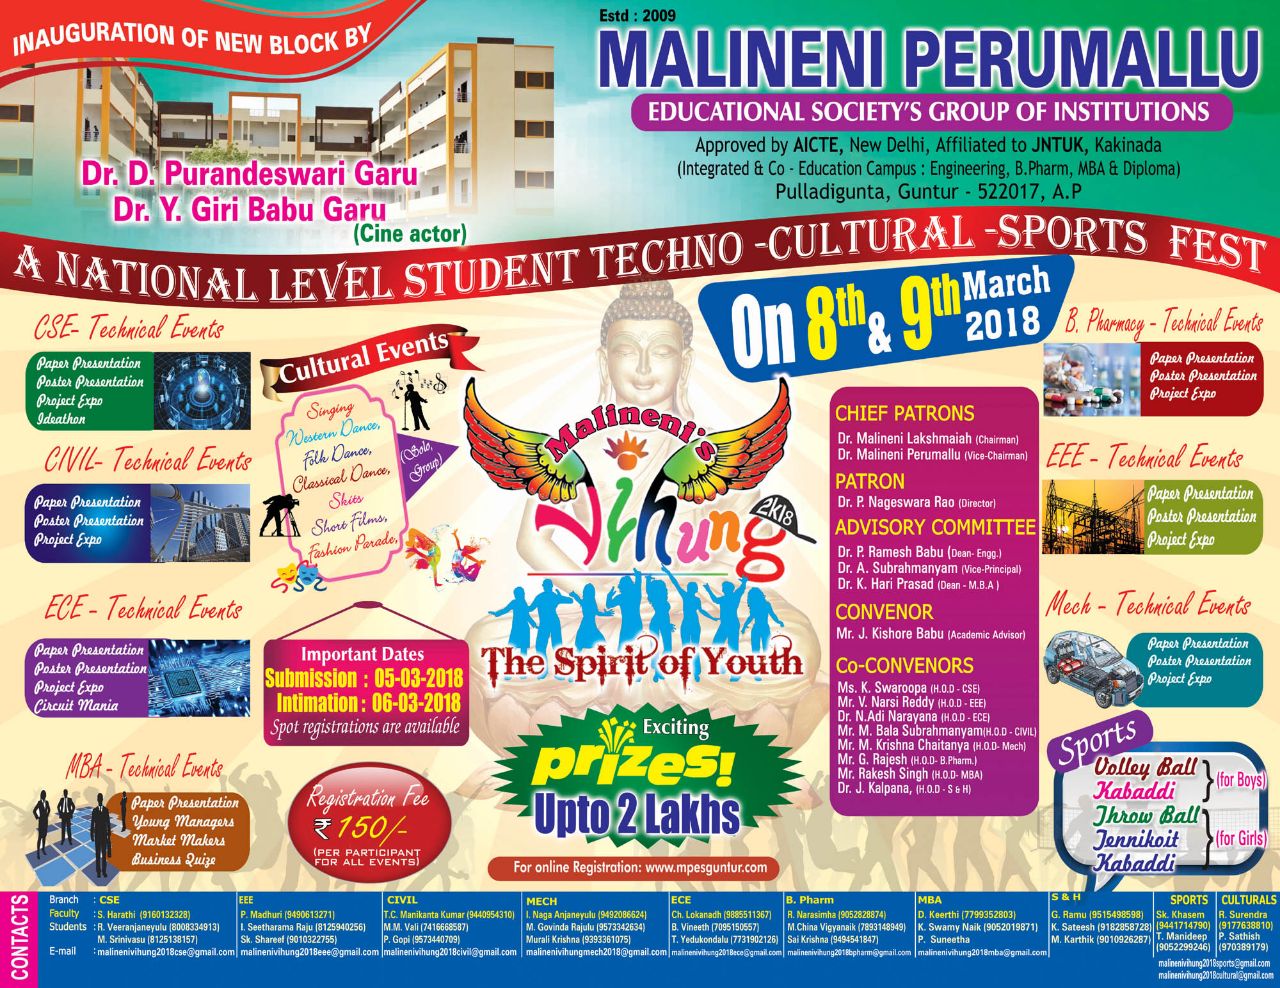 INAUGURATION OF NEW BLOCK BY
Dr. D. Purandeswari Garu
Dr. Y. Giri Babu Garu
(Cine actor)
Estd : 2009
MALINENI PERUMALLU
EDUCATIONAL SOCIETY'S GROUP OF INSTITUTIONS
Approved by AICTE, New Delhi, Affiliated to JNTUK, Kakinada
(Integrated & Co - Education Campus : Engineering, B.Pharm, MBA & Diploma)
Pulladigunta, Guntur - 522017, A.P
A NATIONAL LEVEL STUDENT TECHNO -CULTURAL -SPORTS FEST
On 8th & 9th March 2018
CSE- Technical Events
Paper Presentation
Poster Presentation
Project Expo
Ideathon
CIVIL- Technical Events
Paper Presentation
Poster Presentation
Project Expo
ECE - Technical Events
Paper Presentation
Poster Presentation
Project Expo
Circuit Mania
MBA - Technical Events
Paper Presentation
Young Managers
Market Makers
Business Quize
Cultural Events
Singing
Western Dance,
Folk Dance,
Classical Dance,
Skits
Short Films,
Fashion Parade,
(Solo, Group)
Important Dates
Submission : 05-03-2018
Intimation : 06-03-2018
Spot registrations are available
Registration Fee
₹ 150/-
(PER PARTICIPANT
FOR ALL EVENTS)
Malineni's
Vihung
2K18
The Spirit of Youth
Exciting
prizes!
Upto 2 Lakhs
For online Registration: www.mpesguntur.com
CHIEF PATRONS
Dr. Malineni Lakshmaiah (Chairman)
Dr. Malineni Perumallu (Vice-Chairman)
PATRON
Dr. P. Nageswara Rao (Director)
ADVISORY COMMITTEE
Dr. P. Ramesh Babu (Dean- Engg.)
Dr. A. Subrahmanyam (Vice-Principal)
Dr. K. Hari Prasad (Dean - M.B.A )
CONVENOR
Mr. J. Kishore Babu (Academic Advisor)
Co-CONVENORS
Ms. K. Swaroopa (H.O.D - CSE)
Mr. V. Narsi Reddy (H.O.D - EEE)
Dr. N.Adi Narayana (H.O.D - ECE)
Mr. M. Bala Subrahmanyam(H.O.D - CIVIL)
Mr. M. Krishna Chaitanya (H.O.D- Mech)
Mr. G. Rajesh (H.O.D- B.Pharm.)
Mr. Rakesh Singh (H.O.D- MBA)
Dr. J. Kalpana, (H.O.D - S & H)
B. Pharmacy - Technical Events
Paper Presentation
Poster Presentation
Project Expo
EEE - Technical Events
Paper Presentation
Poster Presentation
Project Expo
Mech - Technical Events
Paper Presentation
Poster Presentation
Project Expo
Sports
Volley Ball
Kabaddi
(for Boys)
Throw Ball
Jennikoit
Kabaddi
(for Girls)
CONTACTS
Branch :
Faculty :
Students :
E-mail :
CSE
S. Harathi (9160132328)
R. Veeranjaneyulu (8008334913)
M. Srinivasu (8125138157)
malinenivihung2018cse@gmail.com
EEE
P. Madhuri (9490613271)
I. Seetharama Raju (8125940256)
Sk. Shareef (9010322755)
malinenivihung2018eee@gmail.com
CIVIL
T.C. Manikanta Kumar (9440954310)
M.M. Vali (7416668587)
P. Gopi (9573440709)
malinenivihung2018civil@gmail.com
MECH
I. Naga Anjaneyulu (9492086624)
M. Govinda Rajulu (9573342634)
Murali Krishna (9393361075)
malinenivihungmech2018@gmail.com
ECE
Ch. Lokanadh (9885511367)
B. Vineeth (7095150557)
T. Yedukondalu (7731902126)
malinenivihung2018ece@gmail.com
B. Pharm
R. Narasimha (9052828874)
M.China Vigyanaik (7893148949)
Sai Krishna (9494541847)
malinenivihung2018bpharm@gmail.com
MBA
D. Keerthi (7799352803)
K. Swamy Naik (9052019871)
P. Suneetha
malinenivihung2018mba@gmail.com
S & H
G. Ramu (9515498598)
K. Sateesh (9182858728)
M. Karthik (9010926287)
SPORTS
Sk. Khasem
(9441714790)
T. Manideep
(9052299246)
CULTURALS
R. Surendra
(9177638810)
P. Sathish
(970389179)
malinenivihung2018sports@gmail.com
malinenivihung2018cultural@gmail.com